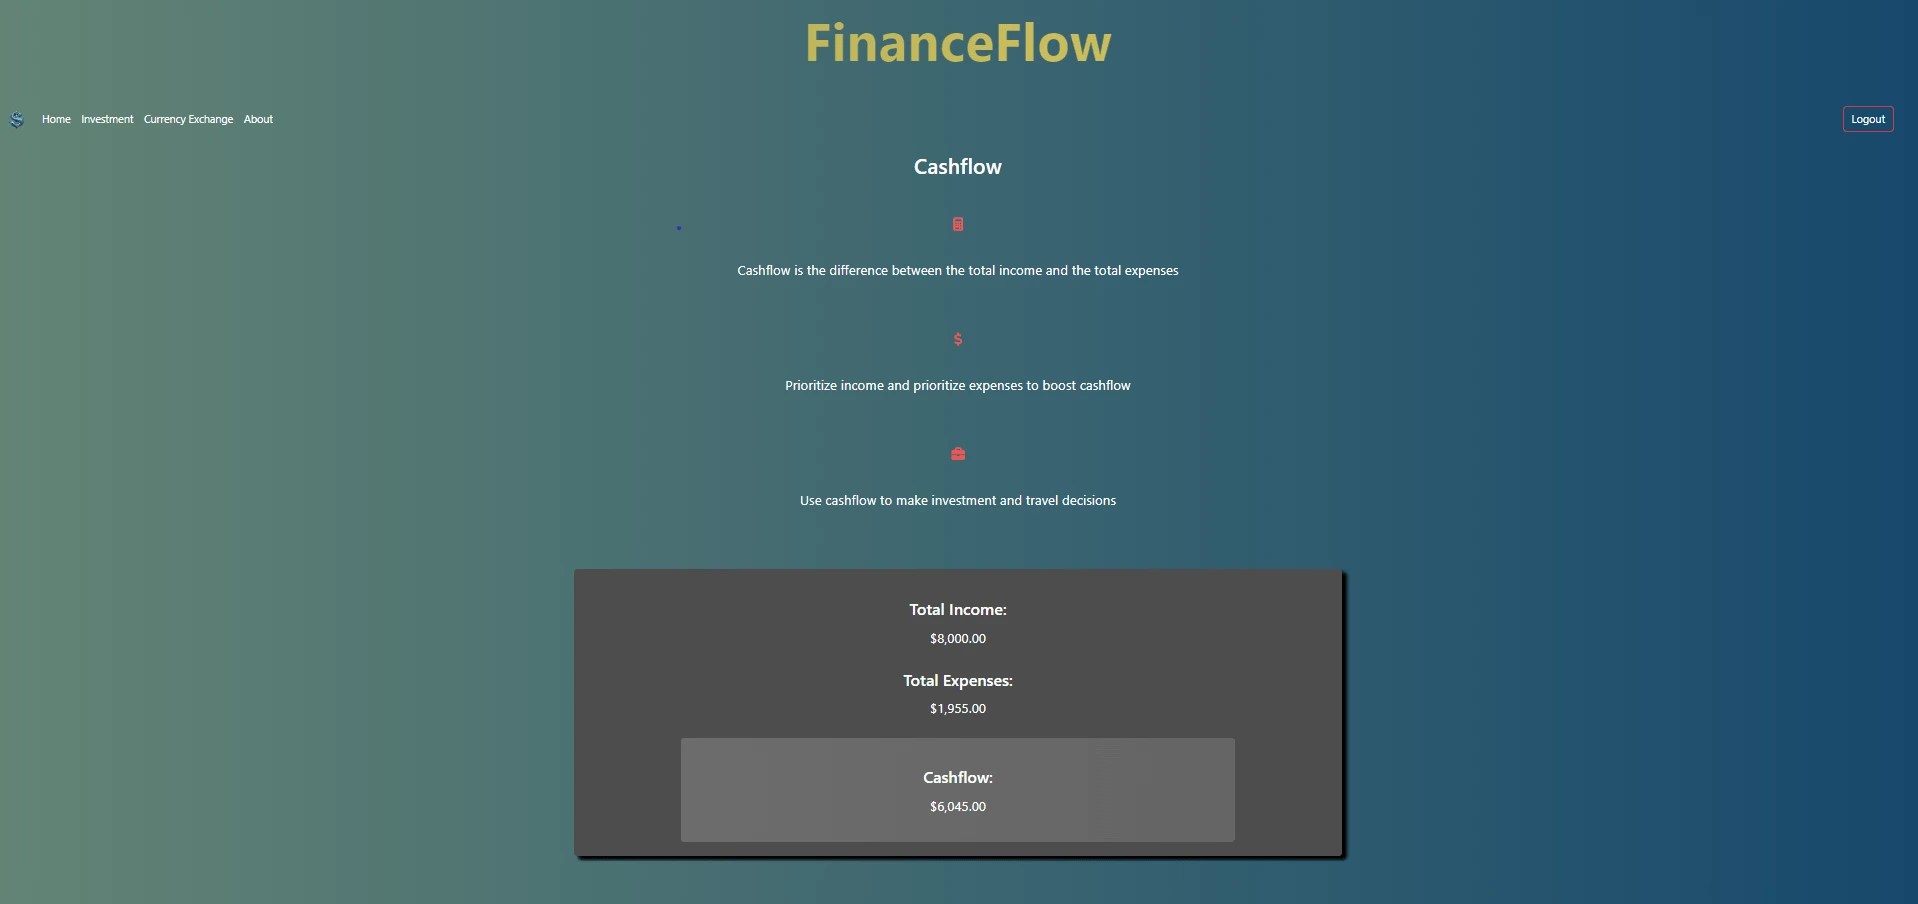 FinanceFlow
Home Investment Currency Exchange About Logout
Cashflow
Cashflow is the difference between the total income and the total expenses
$
Prioritize income and prioritize expenses to boost cashflow
Use cashflow to make investment and travel decisions
Total Income:
$8,000.00
Total Expenses:
$1,955.00
Cashflow:
$6,045.00